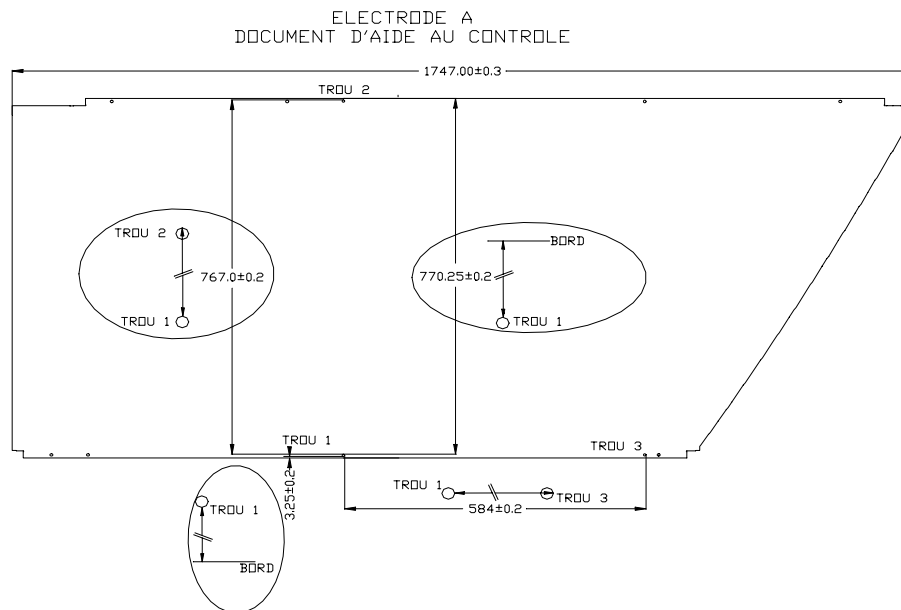 ELECTRODE A
DOCUMENT D'AIDE AU CONTROLE
1747.00±0.3
TROU 2
TROU 2
BORD
767.0±0.2
770.25±0.2
TROU 1
TROU 1
TROU 1
TROU 3
3.25±0.2
TROU 1
TROU 3
TROU 1
584±0.2
BORD